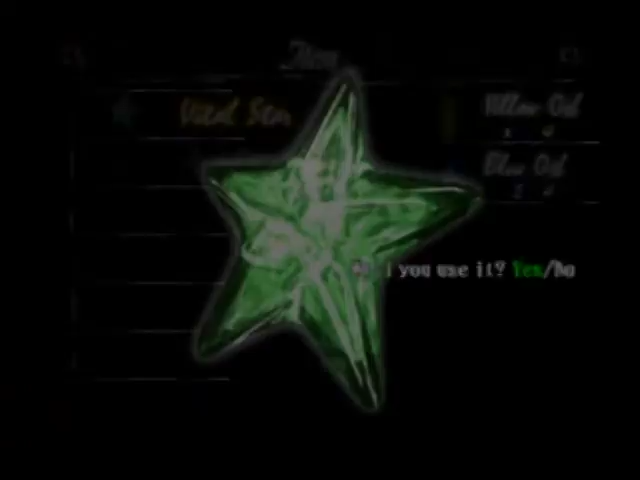 Item
Vital Star
Yellow Orb
Blue Orb
l you use it? Yes/No